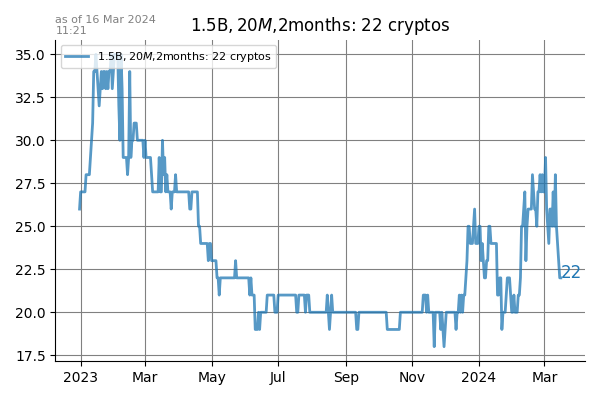 as of 16 Mar 2024
11:21
1.5B, 20M,2months: 22 cryptos
1.5B, 20M,2months: 22 cryptos
35.0
32.5
30.0
27.5
25.0
22.5
20.0
17.5
22
2023 Mar May Jul Sep Nov 2024 Mar